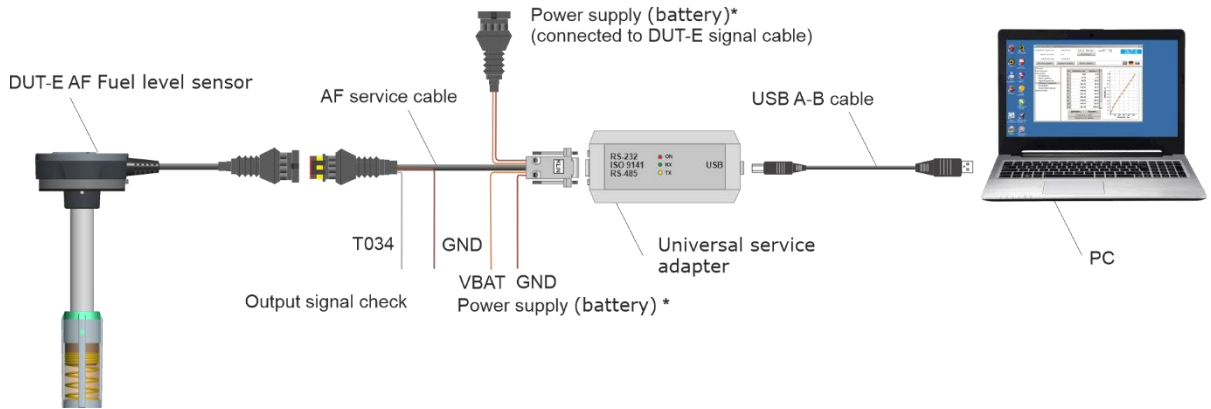 Power supply (battery)*
(connected to DUT-E signal cable)
DUT-E AF Fuel level sensor
AF service cable
USB A-B cable
RS-232
ISO 9141
RS-485
ON
RX
TX
USB
T034
GND
VBAT
GND
Universal service
adapter
PC
Output signal check
Power supply (battery) *